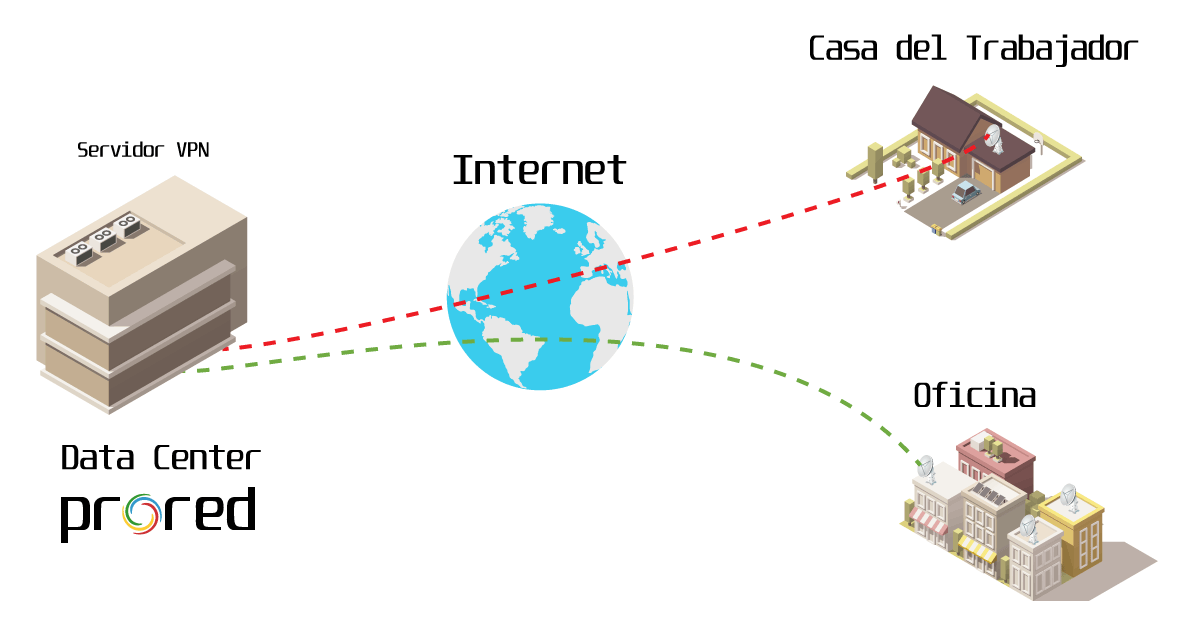 Casa del Trabajador
Servidor VPN
Internet
Oficina
Data Center
prored